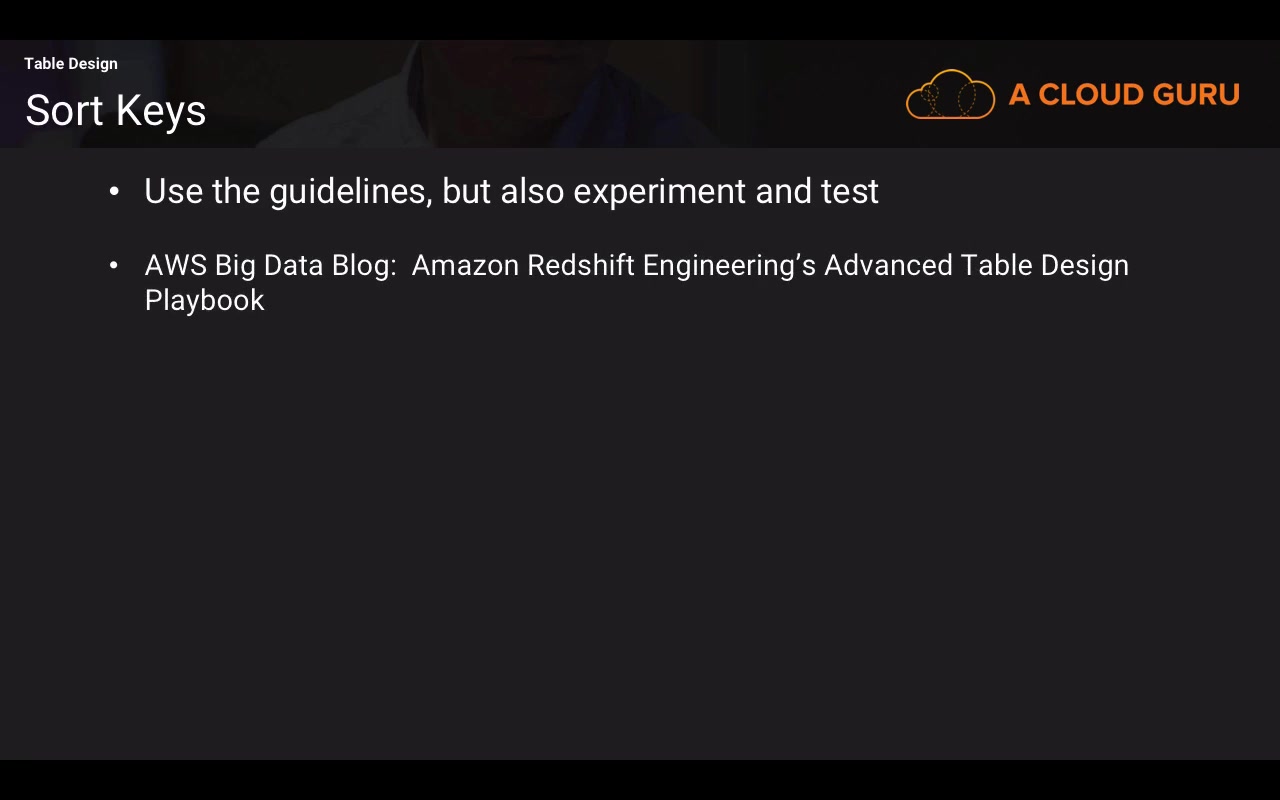 Table Design
Sort Keys
A CLOUD GURU
• Use the guidelines, but also experiment and test
• AWS Big Data Blog:  Amazon Redshift Engineering’s Advanced Table Design
Playbook